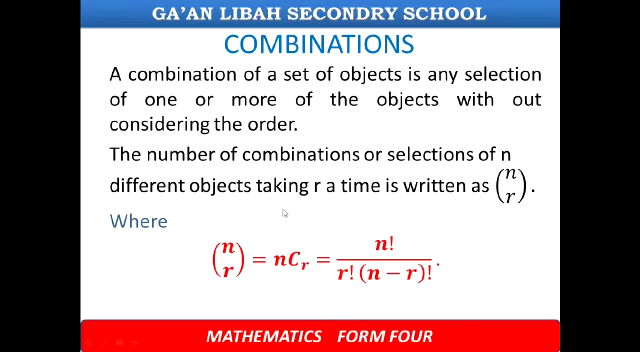 GA’AN LIBAH SECONDRY SCHOOL
COMBINATIONS
A combination of a set of objects is any selection
of one or more of the objects with out
considering the order.
The number of combinations or selections of n
different objects taking r a time is written as (n r).
Where
(n r) = nCᵣ = n! / r! (n − r)! .
MATHEMATICS FORM FOUR